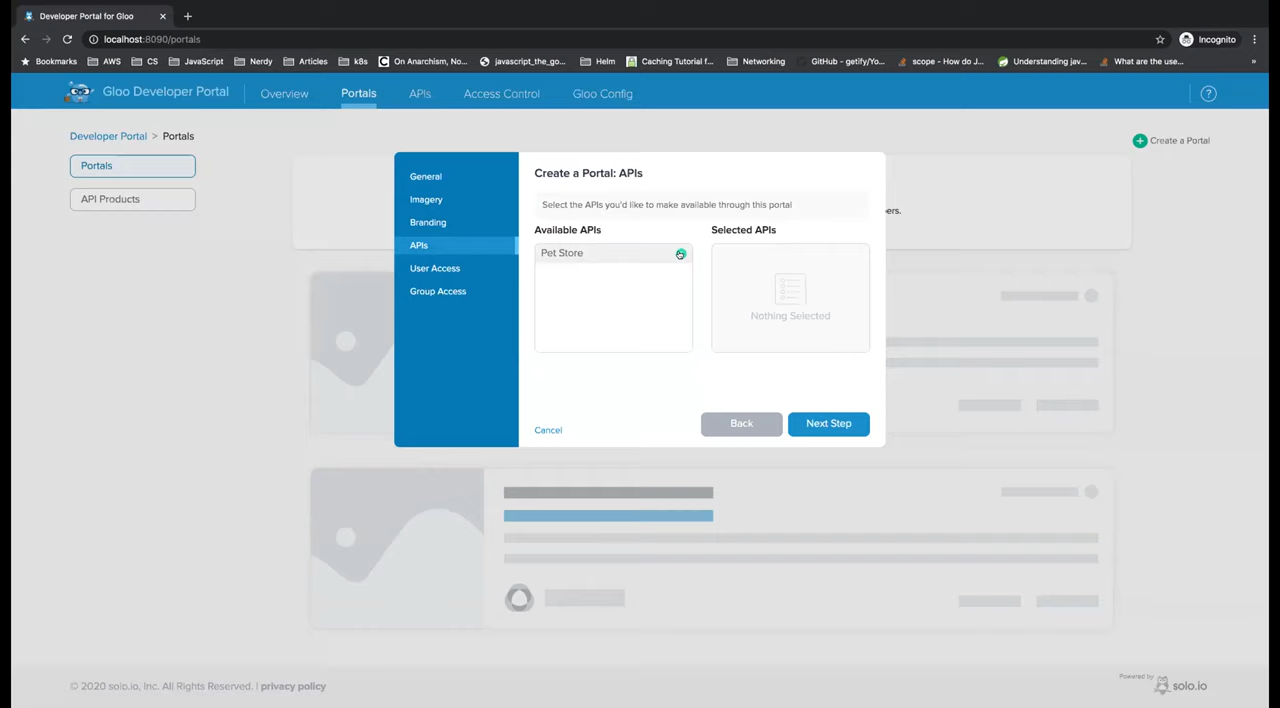 Developer Portal for Gloo
localhost:8090/portals
Incognito
Bookmarks AWS CS JavaScript Nerdy Articles k8s On Anarchism, No... javascript_the_go... Helm Caching Tutorial f... Networking GitHub - getify/Yo... scope - How do J... Understanding jav... What are the use... »
Gloo Developer Portal Overview Portals APIs Access Control Gloo Config ?
Developer Portal > Portals
Create a Portal
Portals
API Products
General
Imagery
Branding
APIs
User Access
Group Access
Create a Portal: APIs
Select the APIs you'd like to make available through this portal
Available APIs
Pet Store
Selected APIs
Nothing Selected
Cancel
Back
Next Step
ers.
© 2020 solo.io, Inc. All Rights Reserved. | privacy policy
Powered by
solo.io